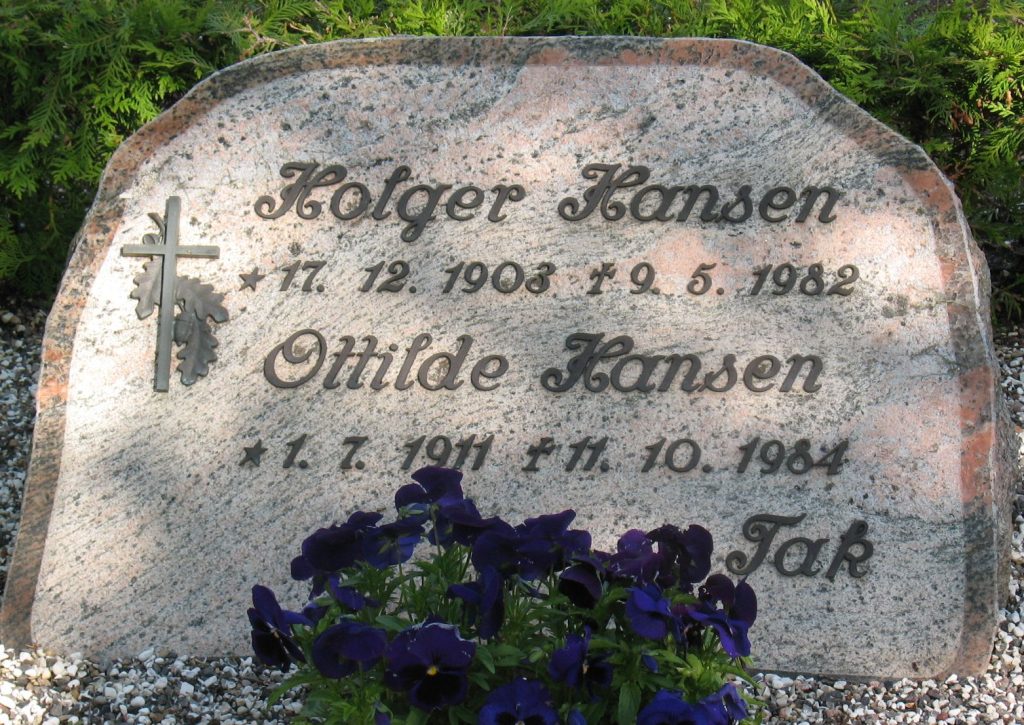 Holger Hansen
★ 17. 12. 1903 ✝ 9. 5. 1982
Ottilde Hansen
★ 1. 7. 1911 ✝ 11. 10. 1984
Tak